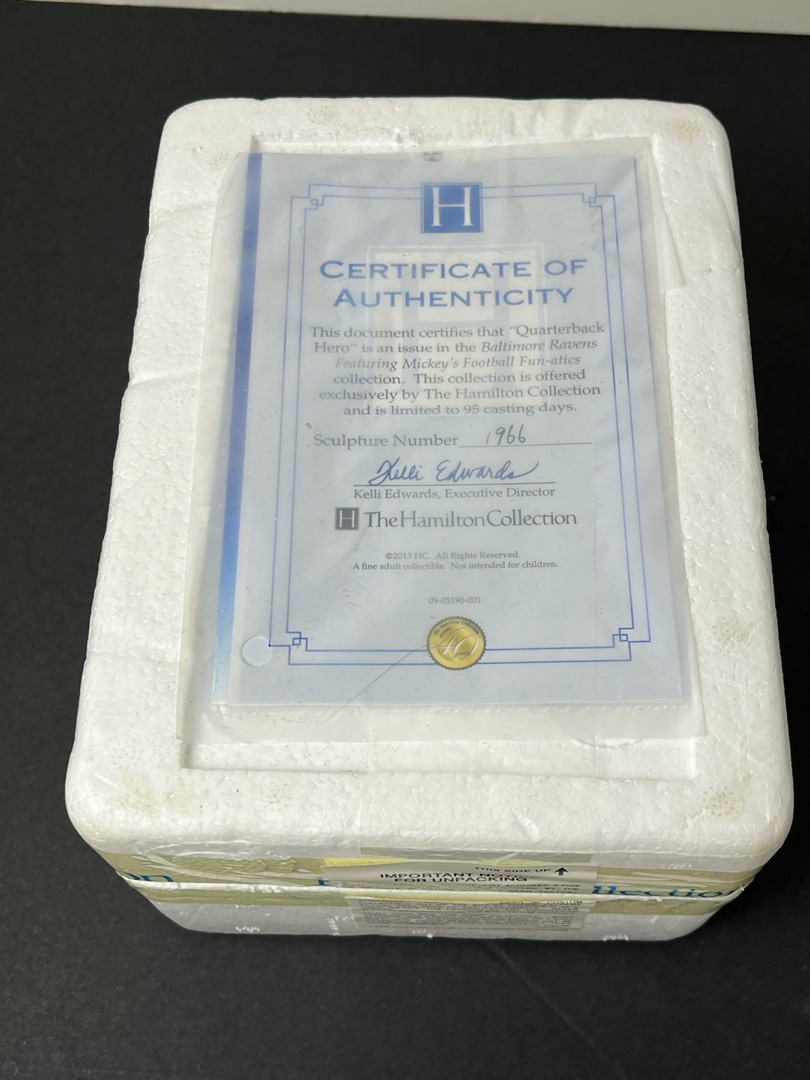 H
CERTIFICATE OF
AUTHENTICITY
This document certifies that "Quarterback
Hero" is an issue in the Baltimore Ravens
Featuring Mickey's Football Fun-atics
collection. This collection is offered
exclusively by The Hamilton Collection
and is limited to 95 casting days.
Sculpture Number 1966
Kelli Edwards
Kelli Edwards, Executive Director
H The Hamilton Collection
©2013 HC. All Rights Reserved.
A fine adult collectible. Not intended for children.
09-05190-001
40
THIS SIDE UP
IMPORTANT NOTE
FOR UNPACKING